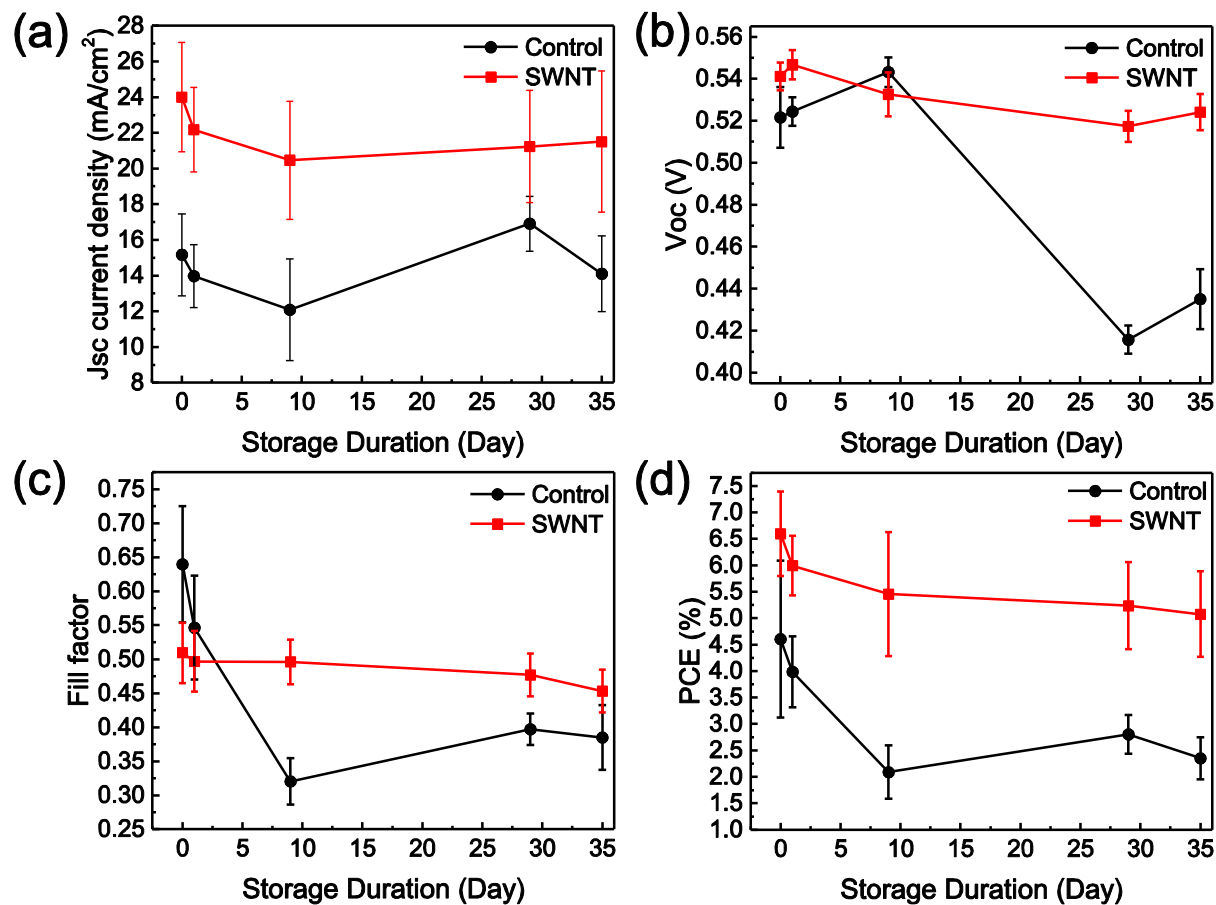 (a)
Jsc current density (mA/cm²)
28
26
24
22
20
18
16
14
12
10
8
Control
SWNT
0 5 10 15 20 25 30 35
Storage Duration (Day)
(b)
Voc (V)
0.56
0.54
0.52
0.50
0.48
0.46
0.44
0.42
0.40
Control
SWNT
0 5 10 15 20 25 30 35
Storage Duration (Day)
(c)
Fill factor
0.75
0.70
0.65
0.60
0.55
0.50
0.45
0.40
0.35
0.30
0.25
Control
SWNT
0 5 10 15 20 25 30 35
Storage Duration (Day)
(d)
PCE (%)
7.5
7.0
6.5
6.0
5.5
5.0
4.5
4.0
3.5
3.0
2.5
2.0
1.5
1.0
Control
SWNT
0 5 10 15 20 25 30 35
Storage Duration (Day)